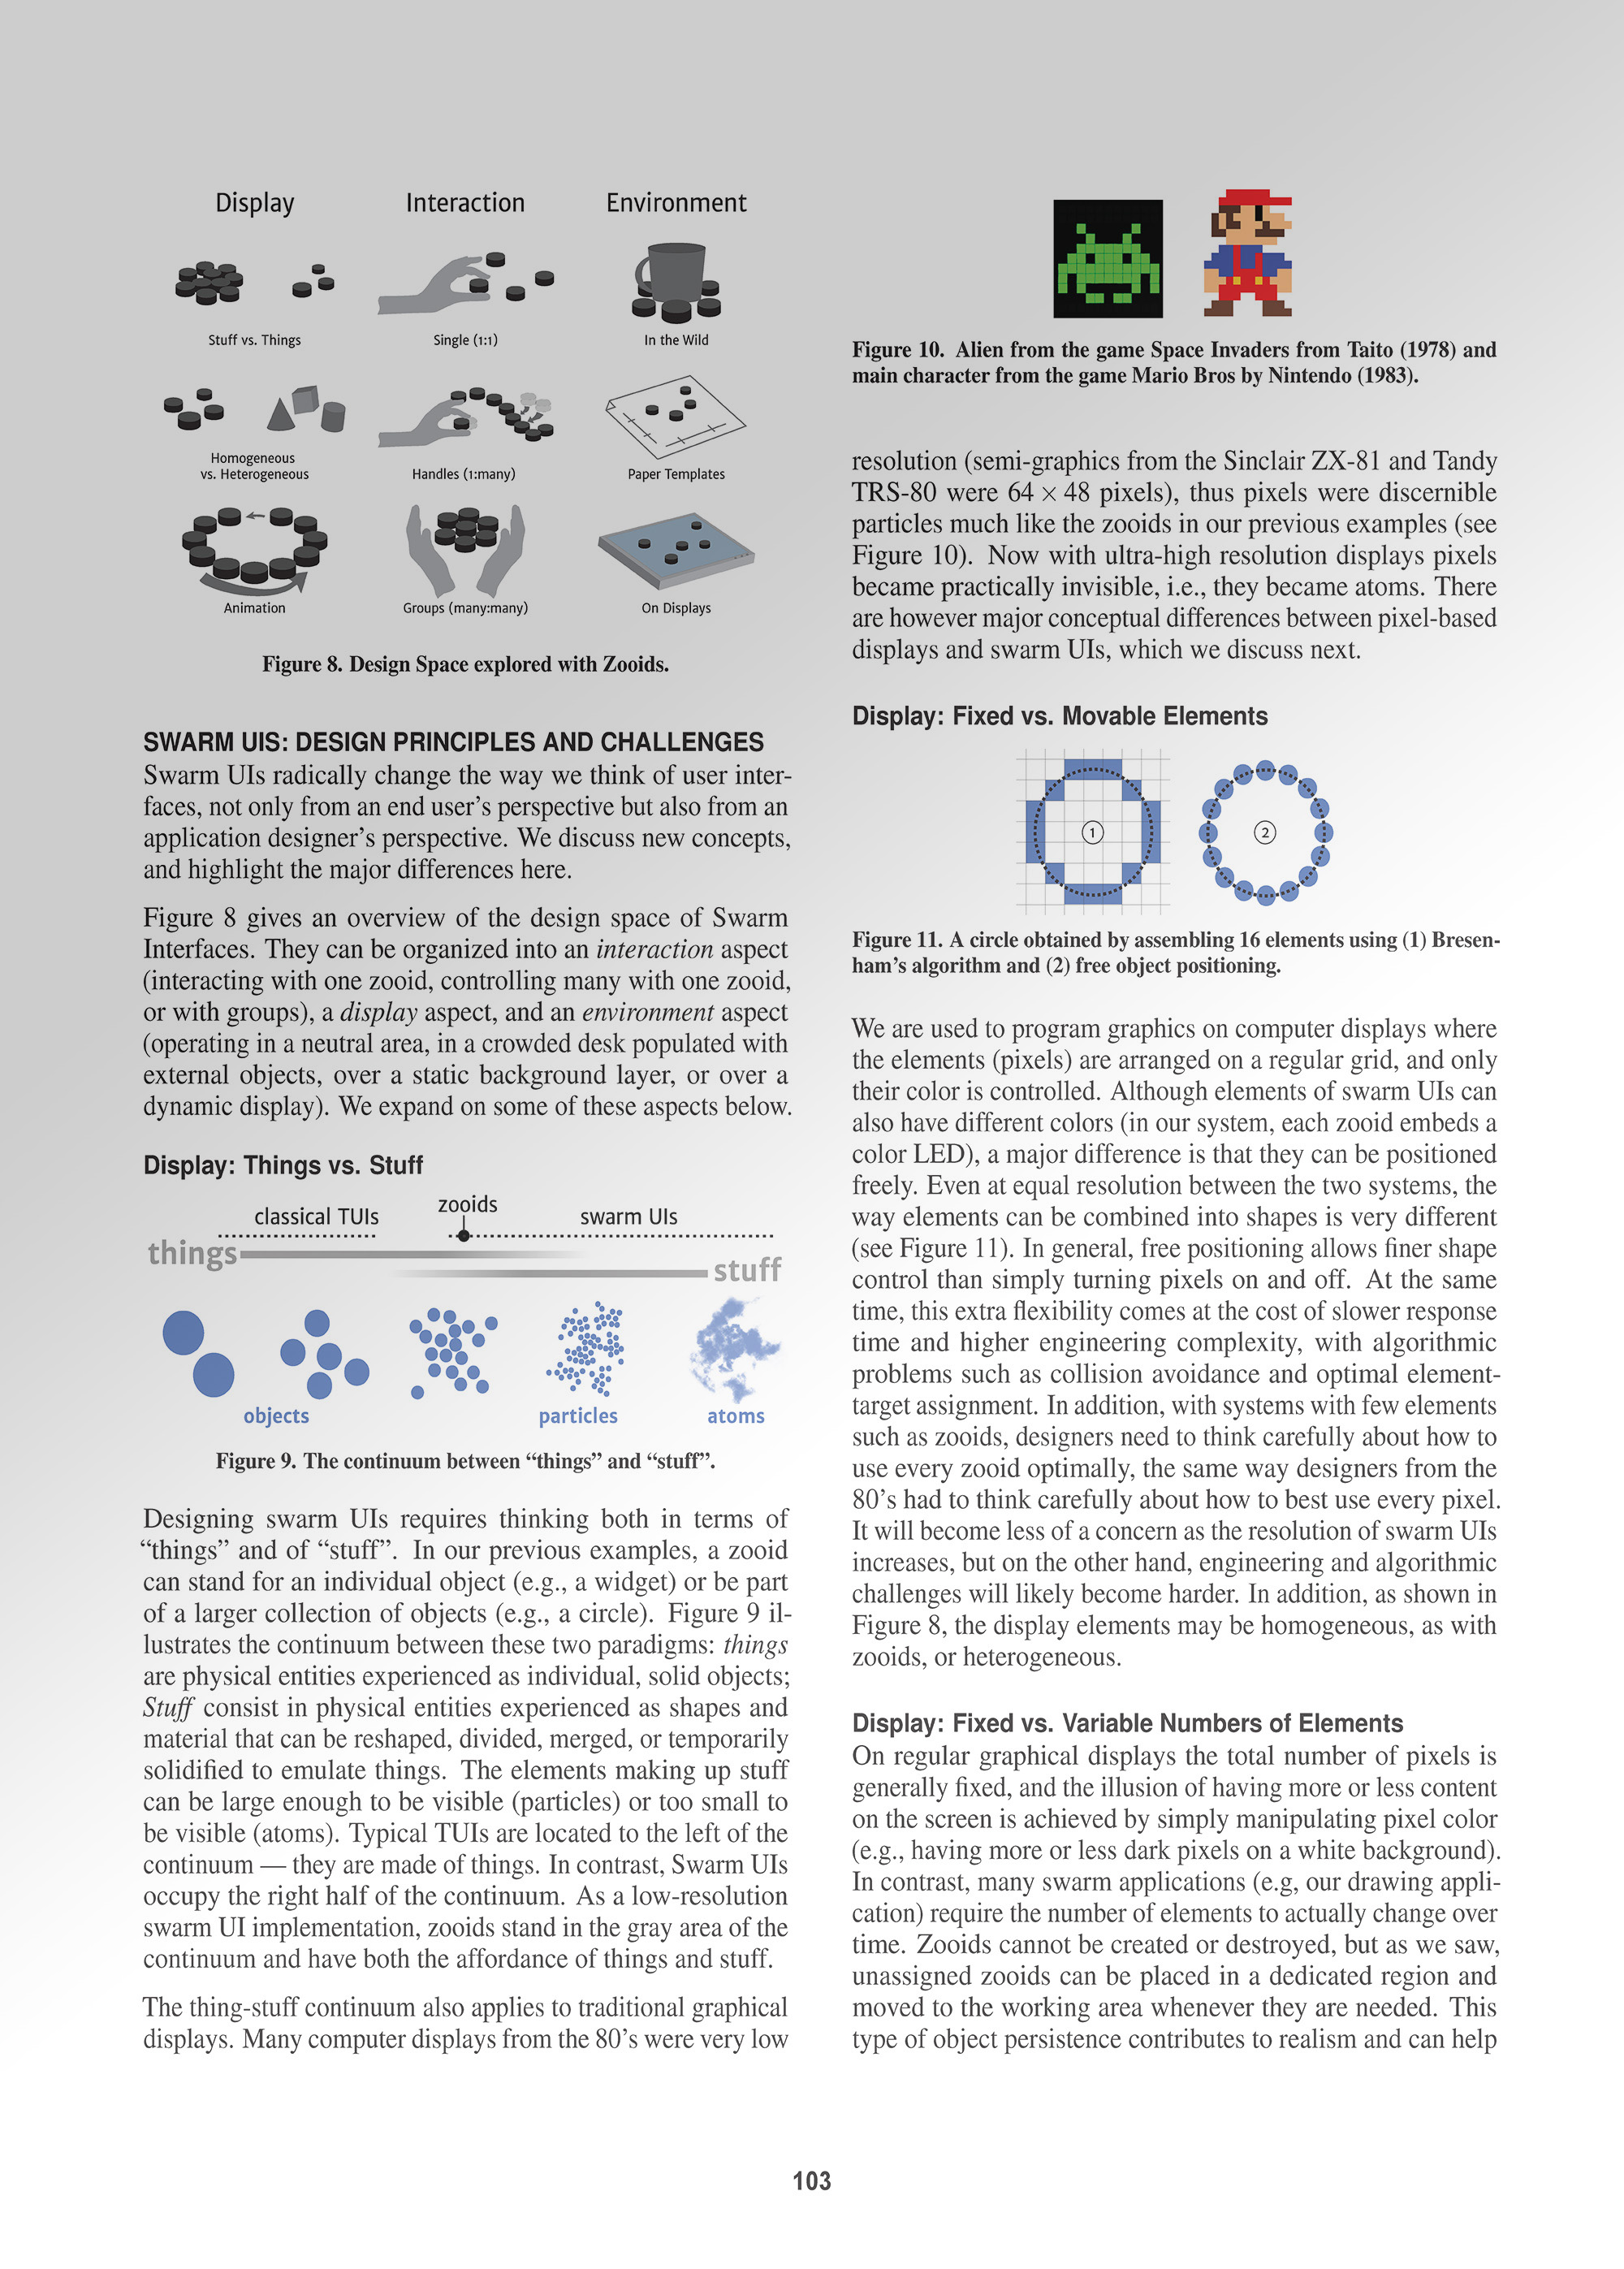 Display
Interaction
Environment
Stuff vs. Things
Single (1:1)
In the Wild
Homogeneous
vs. Heterogeneous
Handles (1:many)
Paper Templates
Animation
Groups (many:many)
On Displays
Figure 8. Design Space explored with Zooids.
SWARM UIS: DESIGN PRINCIPLES AND CHALLENGES
Swarm UIs radically change the way we think of user inter-
faces, not only from an end user's perspective but also from an
application designer's perspective. We discuss new concepts,
and highlight the major differences here.
Figure 8 gives an overview of the design space of Swarm
Interfaces. They can be organized into an interaction aspect
(interacting with one zooid, controlling many with one zooid,
or with groups), a display aspect, and an environment aspect
(operating in a neutral area, in a crowded desk populated with
external objects, over a static background layer, or over a
dynamic display). We expand on some of these aspects below.
Display: Things vs. Stuff
classical TUIs
zooids
swarm UIs
things
stuff
objects
particles
atoms
Figure 9. The continuum between “things” and “stuff”.
Designing swarm UIs requires thinking both in terms of
“things” and of “stuff”. In our previous examples, a zooid
can stand for an individual object (e.g., a widget) or be part
of a larger collection of objects (e.g., a circle). Figure 9 il-
lustrates the continuum between these two paradigms: things
are physical entities experienced as individual, solid objects;
Stuff consist in physical entities experienced as shapes and
material that can be reshaped, divided, merged, or temporarily
solidified to emulate things. The elements making up stuff
can be large enough to be visible (particles) or too small to
be visible (atoms). Typical TUIs are located to the left of the
continuum — they are made of things. In contrast, Swarm UIs
occupy the right half of the continuum. As a low-resolution
swarm UI implementation, zooids stand in the gray area of the
continuum and have both the affordance of things and stuff.
The thing-stuff continuum also applies to traditional graphical
displays. Many computer displays from the 80's were very low
Figure 10. Alien from the game Space Invaders from Taito (1978) and
main character from the game Mario Bros by Nintendo (1983).
resolution (semi-graphics from the Sinclair ZX-81 and Tandy
TRS-80 were 64 × 48 pixels), thus pixels were discernible
particles much like the zooids in our previous examples (see
Figure 10). Now with ultra-high resolution displays pixels
became practically invisible, i.e., they became atoms. There
are however major conceptual differences between pixel-based
displays and swarm UIs, which we discuss next.
Display: Fixed vs. Movable Elements
1
2
Figure 11. A circle obtained by assembling 16 elements using (1) Bresen-
ham's algorithm and (2) free object positioning.
We are used to program graphics on computer displays where
the elements (pixels) are arranged on a regular grid, and only
their color is controlled. Although elements of swarm UIs can
also have different colors (in our system, each zooid embeds a
color LED), a major difference is that they can be positioned
freely. Even at equal resolution between the two systems, the
way elements can be combined into shapes is very different
(see Figure 11). In general, free positioning allows finer shape
control than simply turning pixels on and off. At the same
time, this extra flexibility comes at the cost of slower response
time and higher engineering complexity, with algorithmic
problems such as collision avoidance and optimal element-
target assignment. In addition, with systems with few elements
such as zooids, designers need to think carefully about how to
use every zooid optimally, the same way designers from the
80's had to think carefully about how to best use every pixel.
It will become less of a concern as the resolution of swarm UIs
increases, but on the other hand, engineering and algorithmic
challenges will likely become harder. In addition, as shown in
Figure 8, the display elements may be homogeneous, as with
zooids, or heterogeneous.
Display: Fixed vs. Variable Numbers of Elements
On regular graphical displays the total number of pixels is
generally fixed, and the illusion of having more or less content
on the screen is achieved by simply manipulating pixel color
(e.g., having more or less dark pixels on a white background).
In contrast, many swarm applications (e.g, our drawing appli-
cation) require the number of elements to actually change over
time. Zooids cannot be created or destroyed, but as we saw,
unassigned zooids can be placed in a dedicated region and
moved to the working area whenever they are needed. This
type of object persistence contributes to realism and can help
103